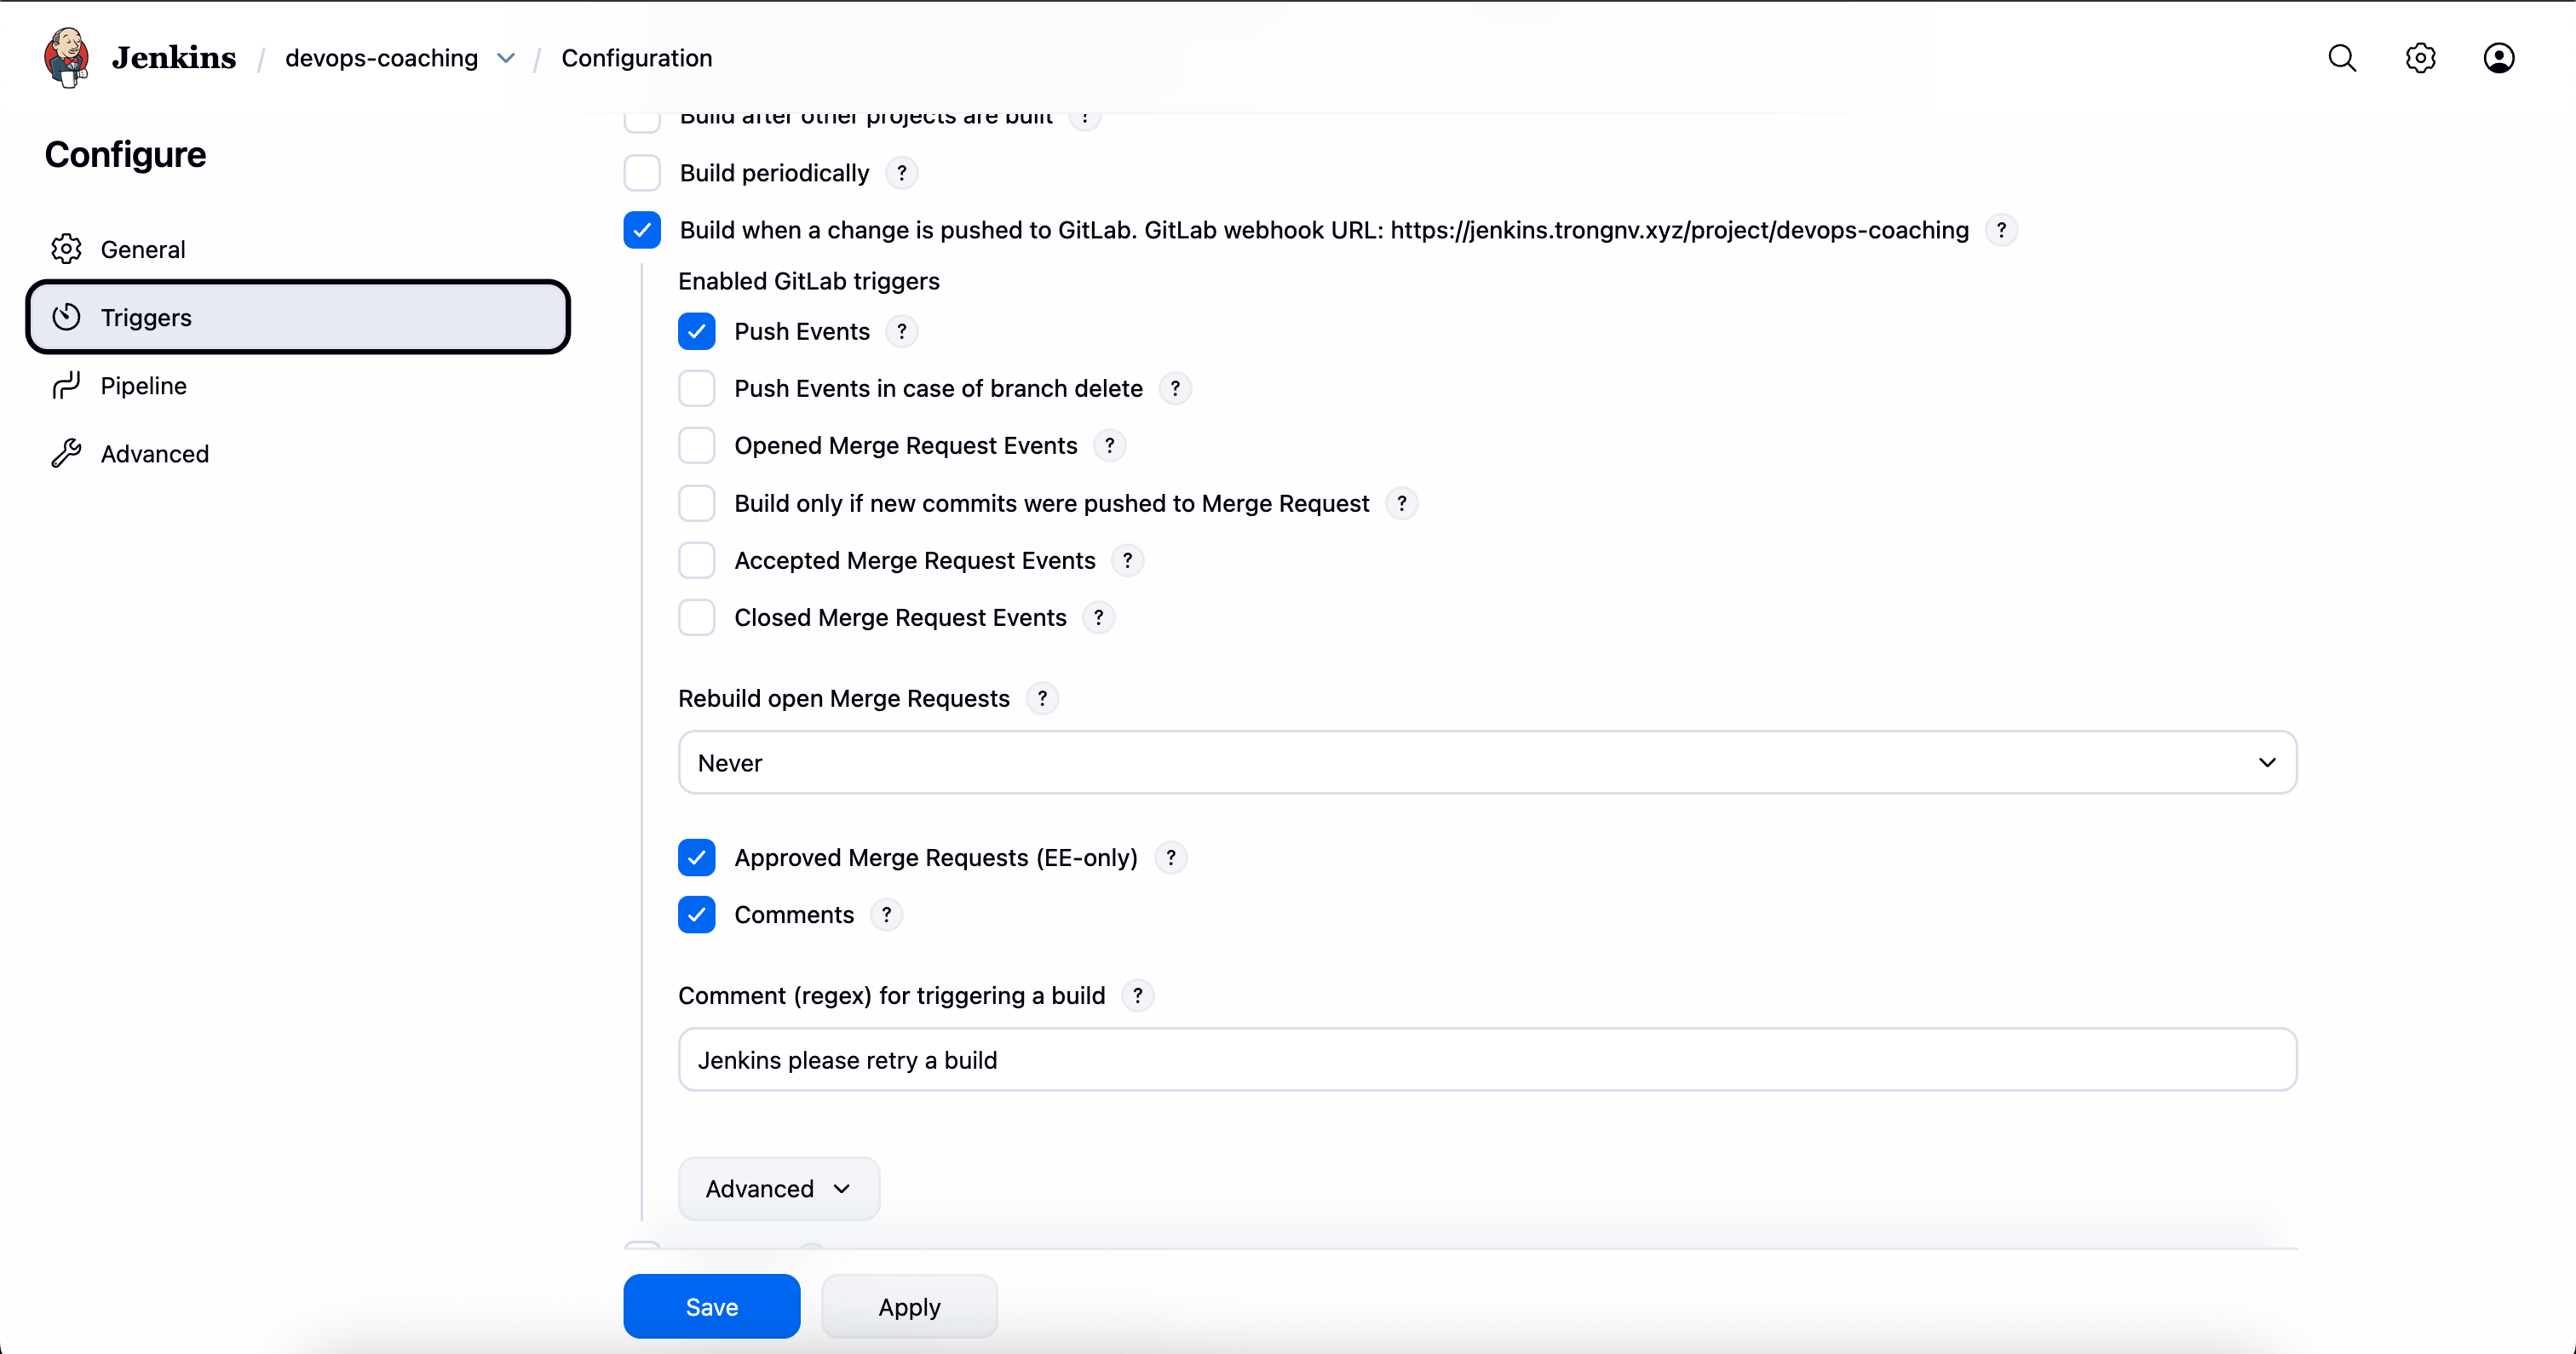 Jenkins / devops-coaching / Configuration
Configure
General
Triggers
Pipeline
Advanced
Build after other projects are built ?
Build periodically ?
Build when a change is pushed to GitLab. GitLab webhook URL: https://jenkins.trongnv.xyz/project/devops-coaching ?
Enabled GitLab triggers
Push Events ?
Push Events in case of branch delete ?
Opened Merge Request Events ?
Build only if new commits were pushed to Merge Request ?
Accepted Merge Request Events ?
Closed Merge Request Events ?
Rebuild open Merge Requests ?
Never
Approved Merge Requests (EE-only) ?
Comments ?
Comment (regex) for triggering a build ?
Jenkins please retry a build
Advanced
Save
Apply